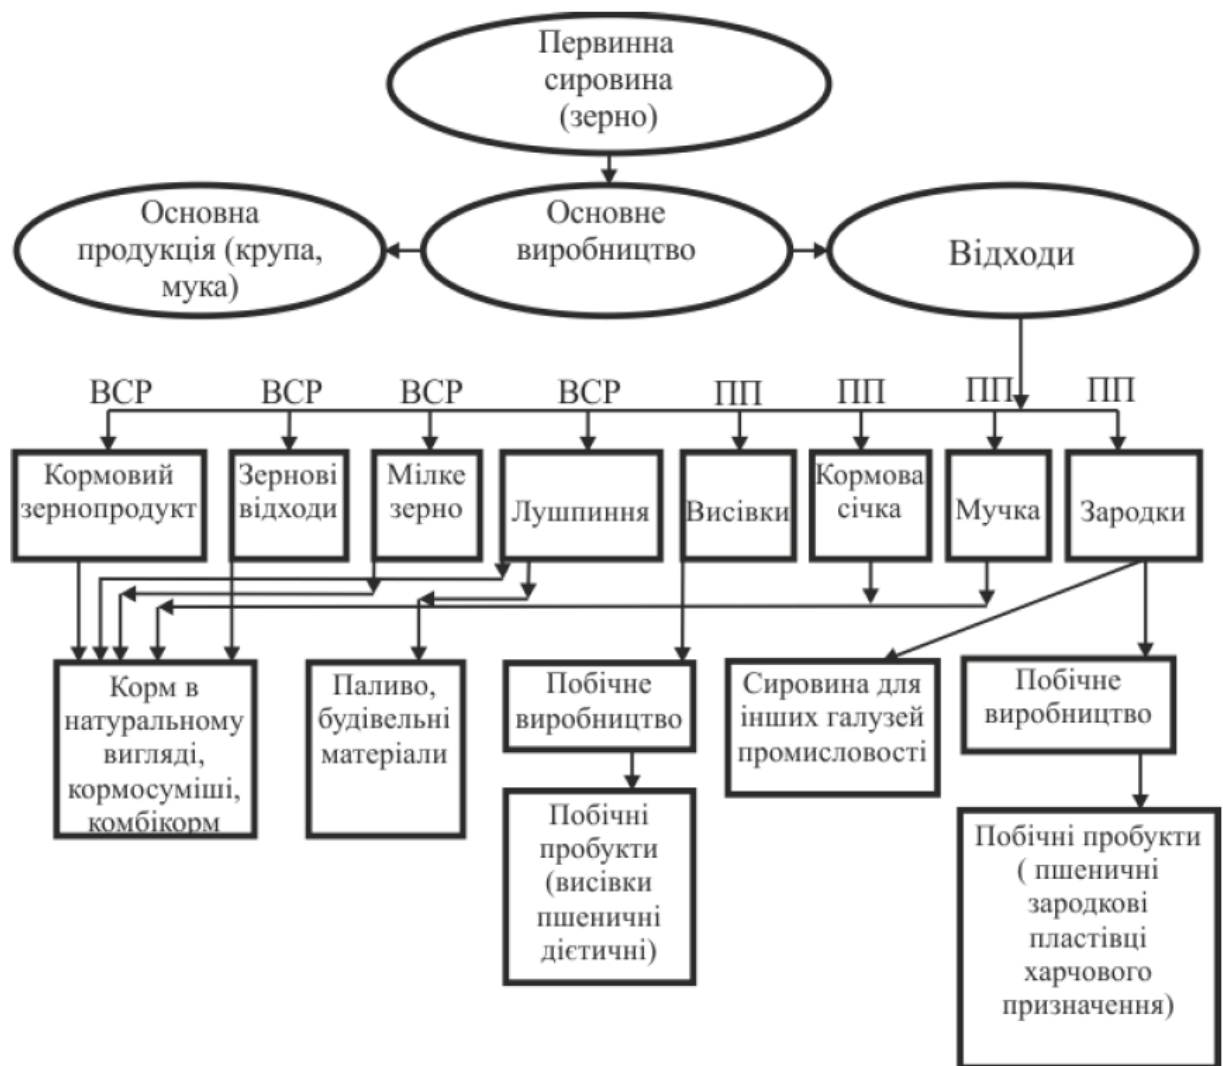 Первинна
сировина
(зерно)
Основна
продукція (крупа,
мука)
Основне
виробництво
Відходи
ВСР
ВСР
ВСР
ВСР
ПП
ПП
ПП
ПП
Кормовий
зернопродукт
Зернові
відходи
Мілке
зерно
Лушпиння
Висівки
Кормова
січка
Мучка
Зародки
Корм в
натуральному
вигляді,
кормосуміші,
комбікорм
Паливо,
будівельні
матеріали
Побічне
виробництво
Сировина для
інших галузей
промисловості
Побічне
виробництво
Побічні
пробукти
(висівки
пшеничні
дієтичні)
Побічні пробукти
( пшеничні
зародкові
пластівці
харчового
призначення)